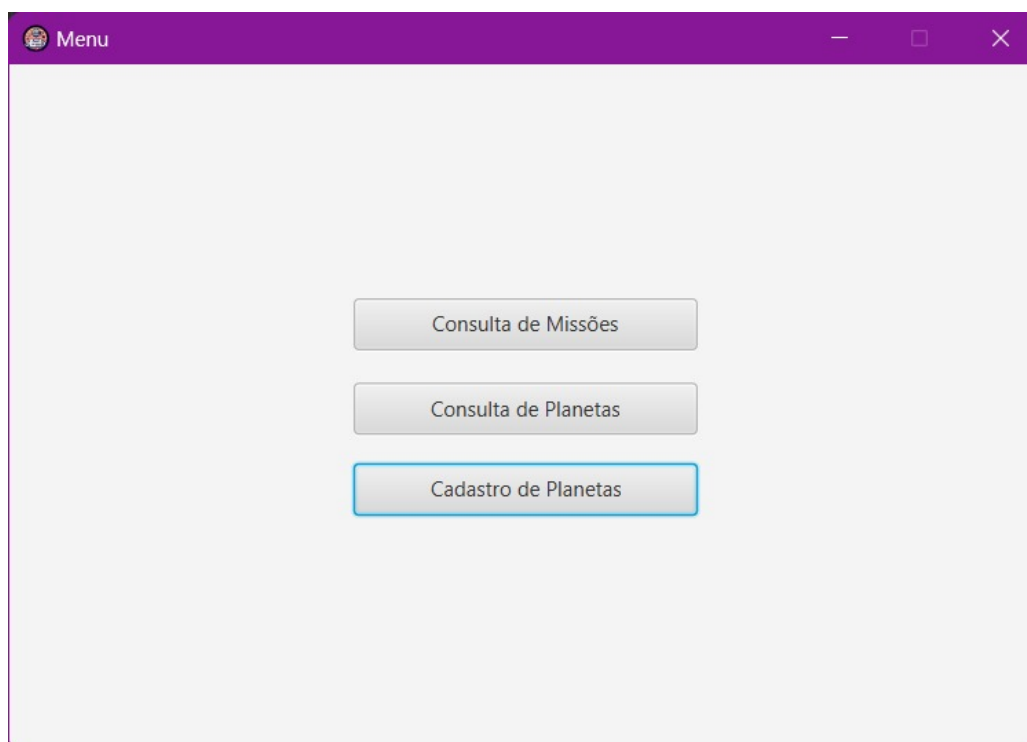 Menu
Consulta de Missões
Consulta de Planetas
Cadastro de Planetas